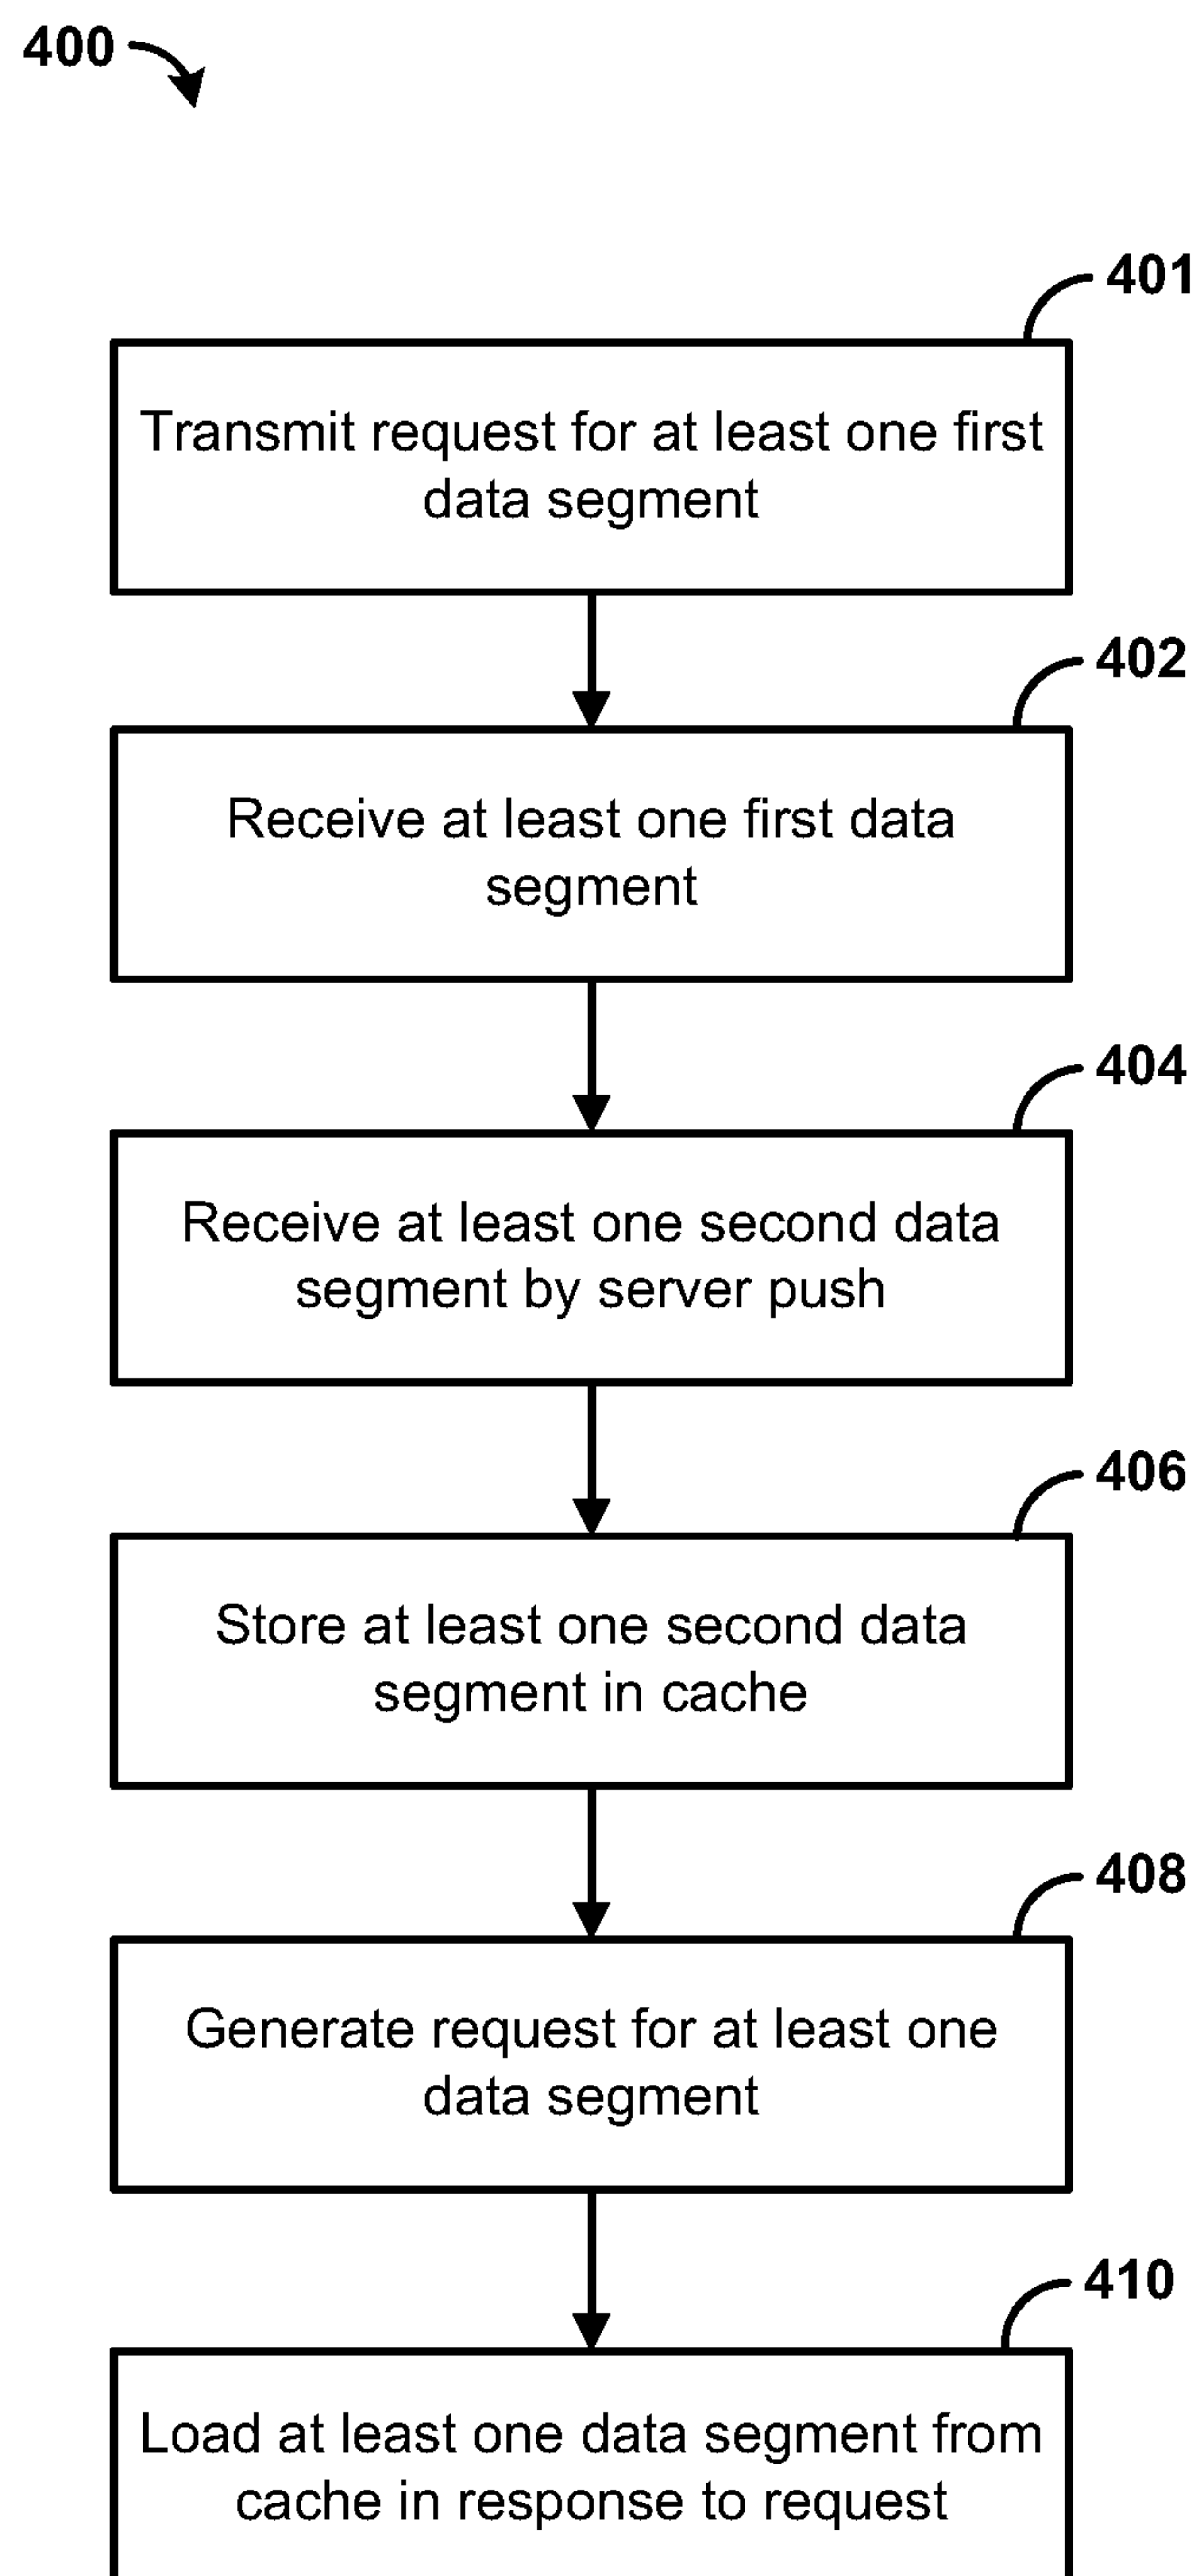 400
401
Transmit request for at least one first
data segment
402
Receive at least one first data
segment
404
Receive at least one second data
segment by server push
406
Store at least one second data
segment in cache
408
Generate request for at least one
data segment
410
Load at least one data segment from
cache in response to request